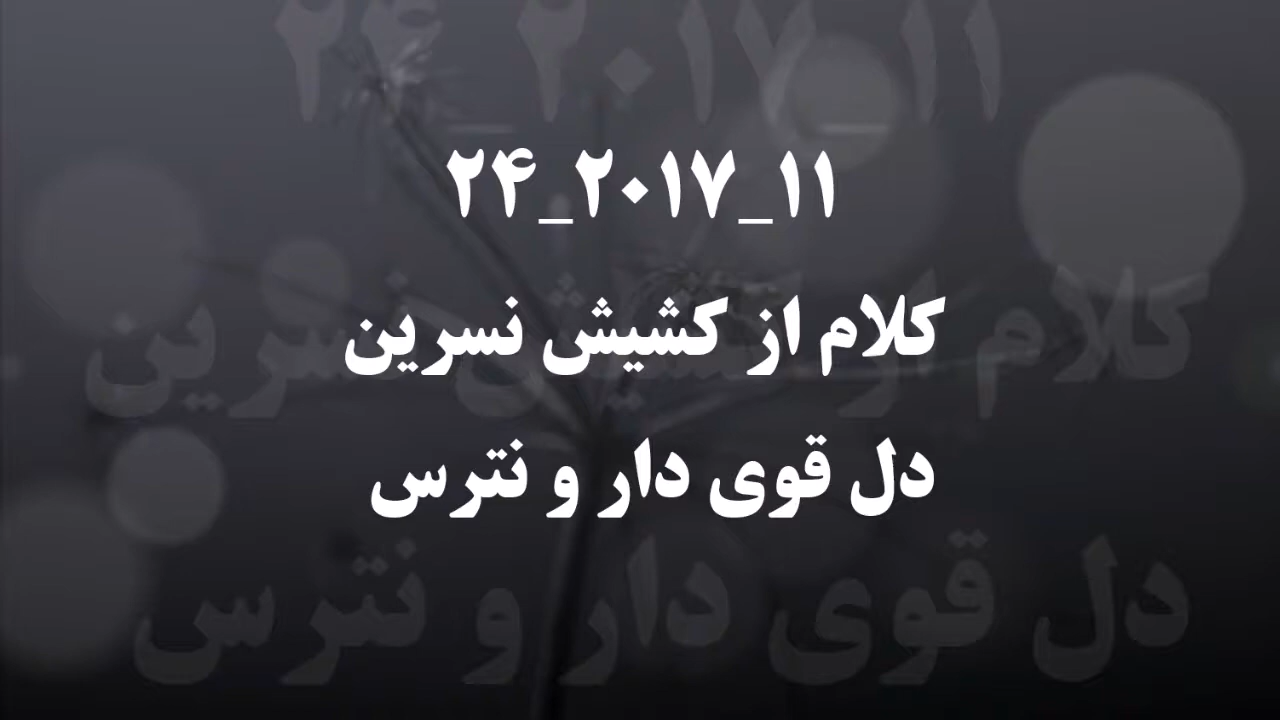 ۲۴_۲۰۱۷_۱۱
کلام از کشیش نسرین
دل قوی دار و نترس